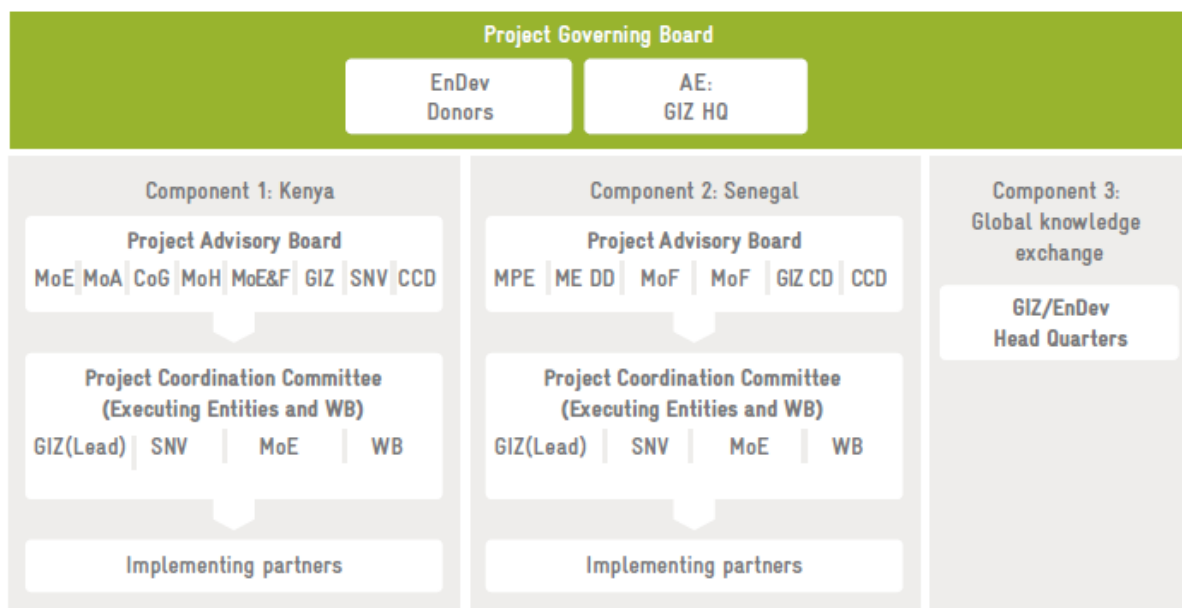 Project Governing Board
EnDev
Donors
AE:
GIZ HQ
Component 1: Kenya
Project Advisory Board
MoE MoA CoG MoH MoE&F GIZ SNV CCD
Project Coordination Committee
(Executing Entities and WB)
GIZ(Lead) SNV MoE WB
Implementing partners
Component 2: Senegal
Project Advisory Board
MPE ME DD MoF MoF GIZ CD CCD
Project Coordination Committee
(Executing Entities and WB)
GIZ(Lead) SNV MoE WB
Implementing partners
Component 3:
Global knowledge
exchange
GIZ/EnDev
Head Quarters